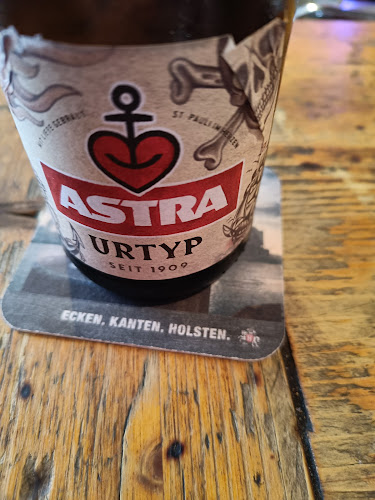 ASTRA
URTYP
SEIT 1909
ECKEN. KANTEN. HOLSTEN.